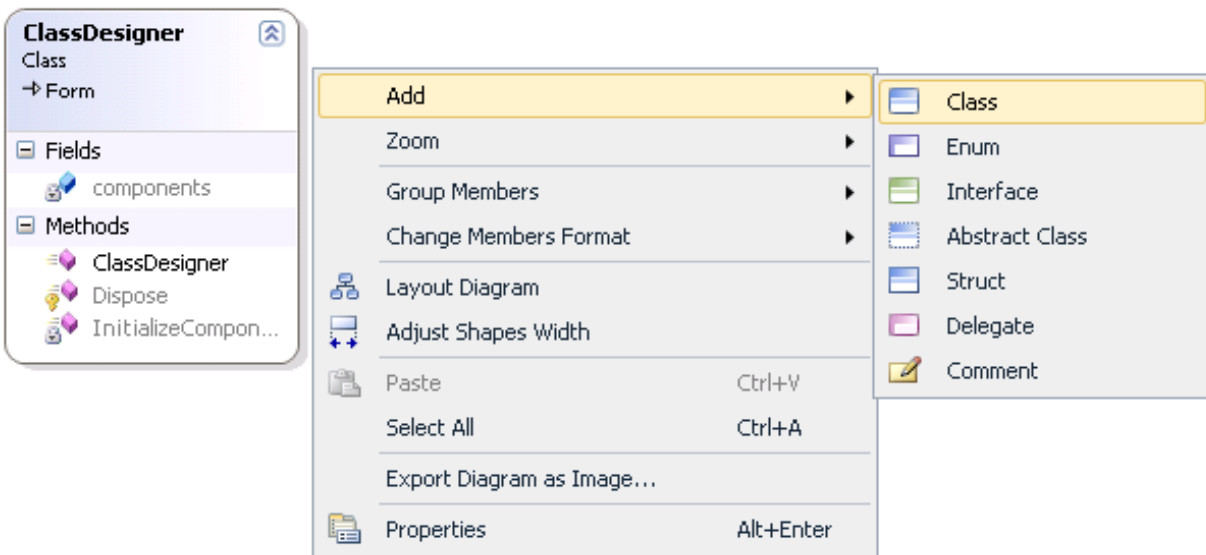 ClassDesigner
Class
Form
Fields
components
Methods
ClassDesigner
Dispose
InitializeCompon...
Add
Zoom
Group Members
Change Members Format
Layout Diagram
Adjust Shapes Width
Paste Ctrl+V
Select All Ctrl+A
Export Diagram as Image...
Properties Alt+Enter
Class
Enum
Interface
Abstract Class
Struct
Delegate
Comment